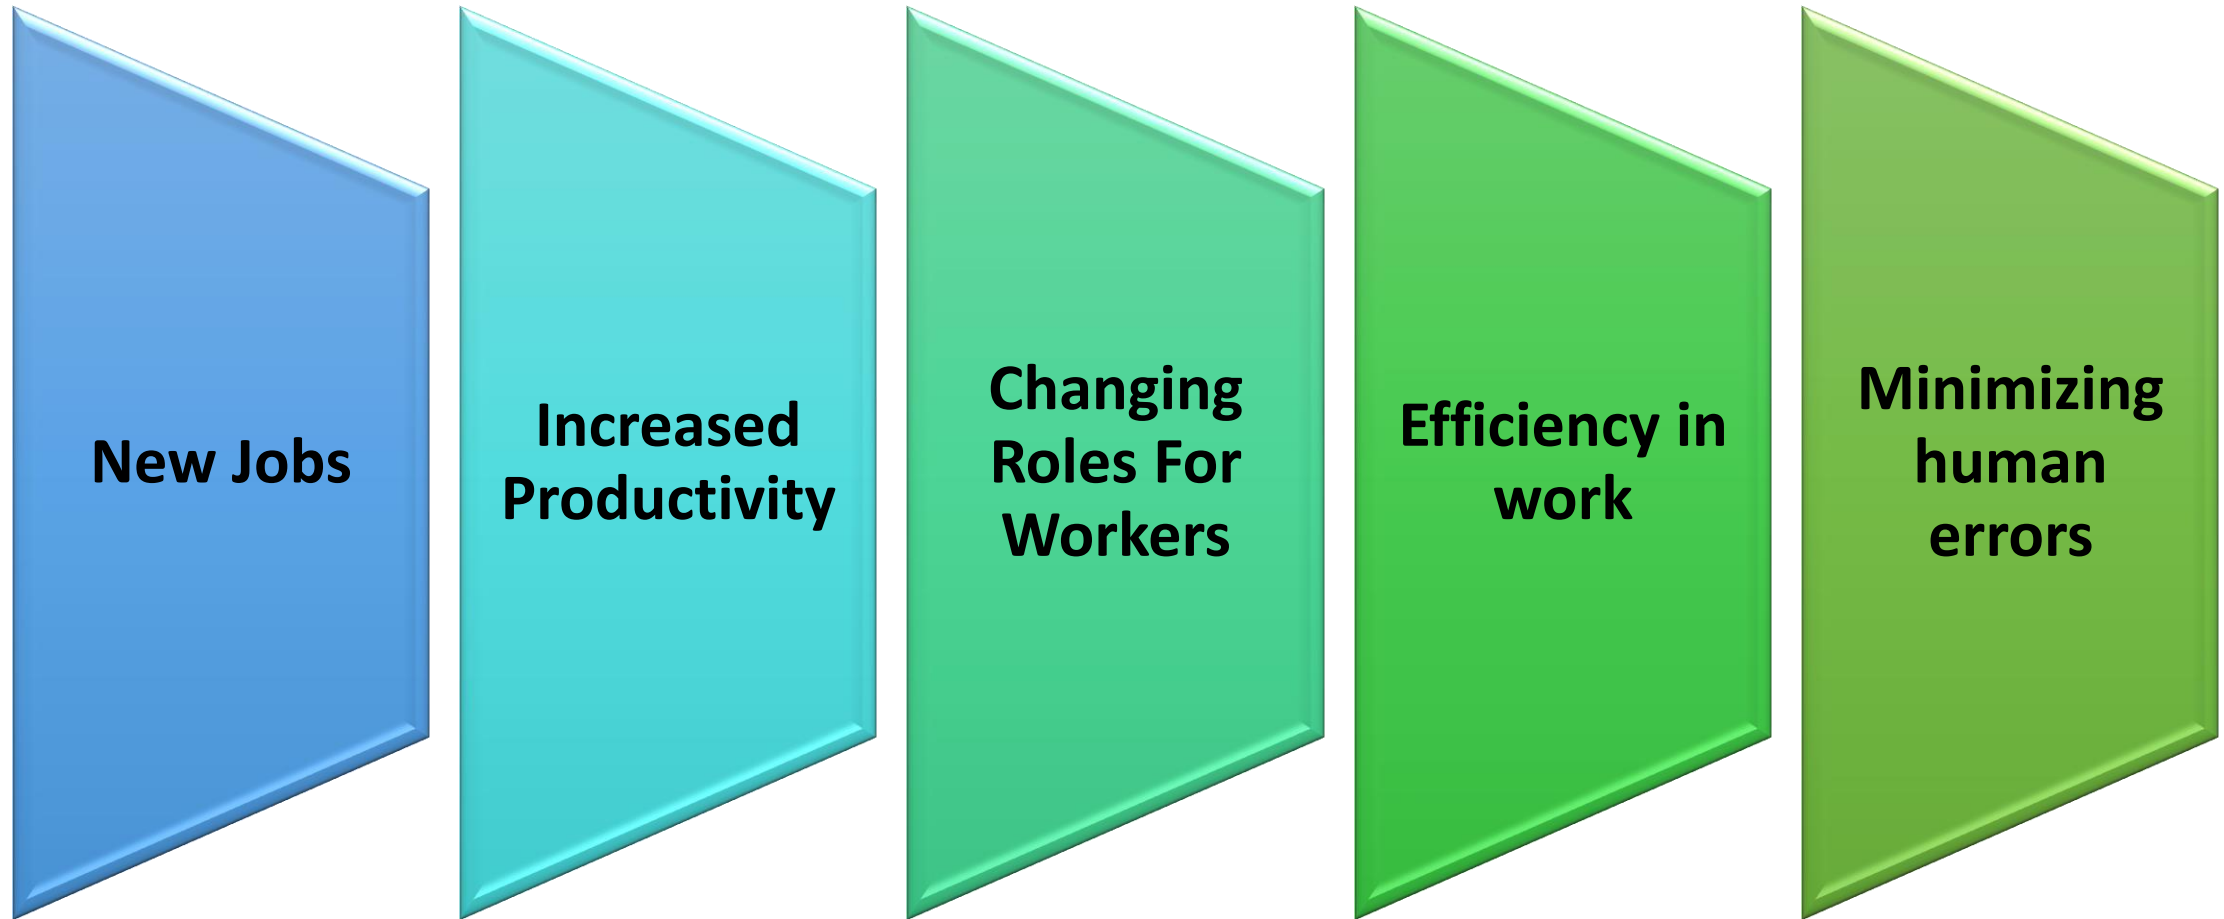 New Jobs
Increased
Productivity
Changing
Roles For
Workers
Efficiency in
work
Minimizing
human
errors